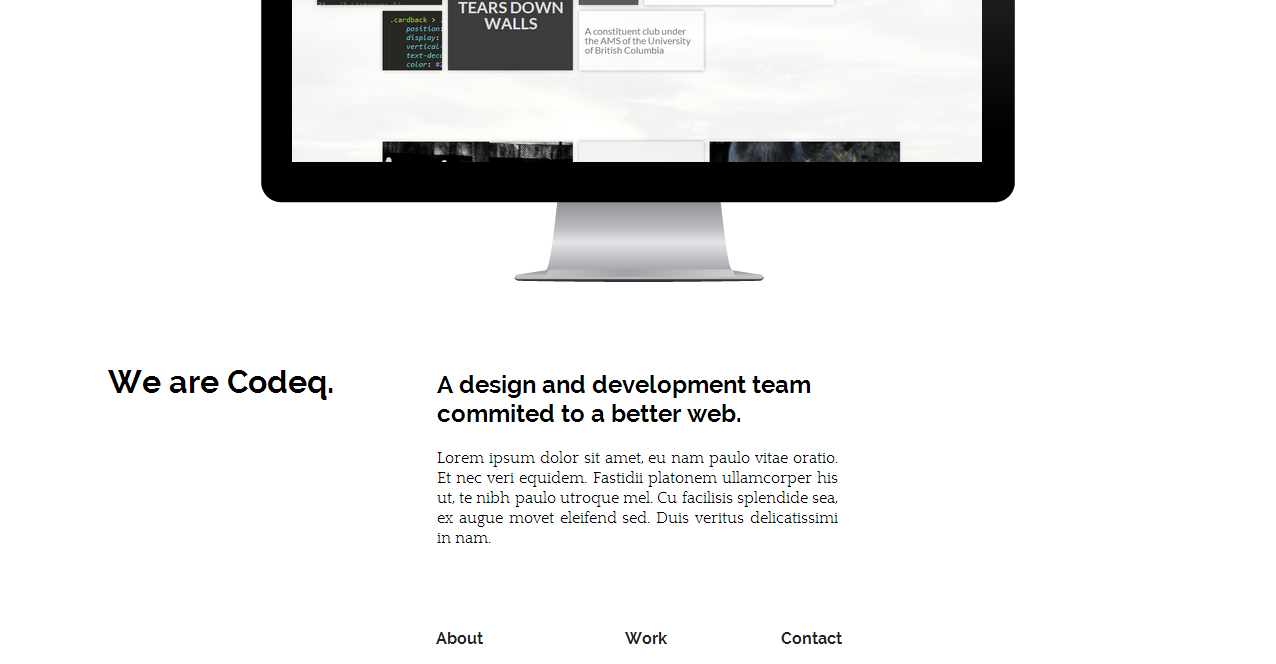 TEARS DOWN
WALLS
.cardback >
position:
display:
vertical-
text-deco
color: #2
A constituent club under
the AMS of the University
of British Columbia
We are Codeq.
A design and development team
commited to a better web.
Lorem ipsum dolor sit amet, eu nam paulo vitae oratio.
Et nec veri equidem. Fastidii platonem ullamcorper his
ut, te nibh paulo utroque mel. Cu facilisis splendide sea,
ex augue movet eleifend sed. Duis veritus delicatissimi
in nam.
About
Work
Contact